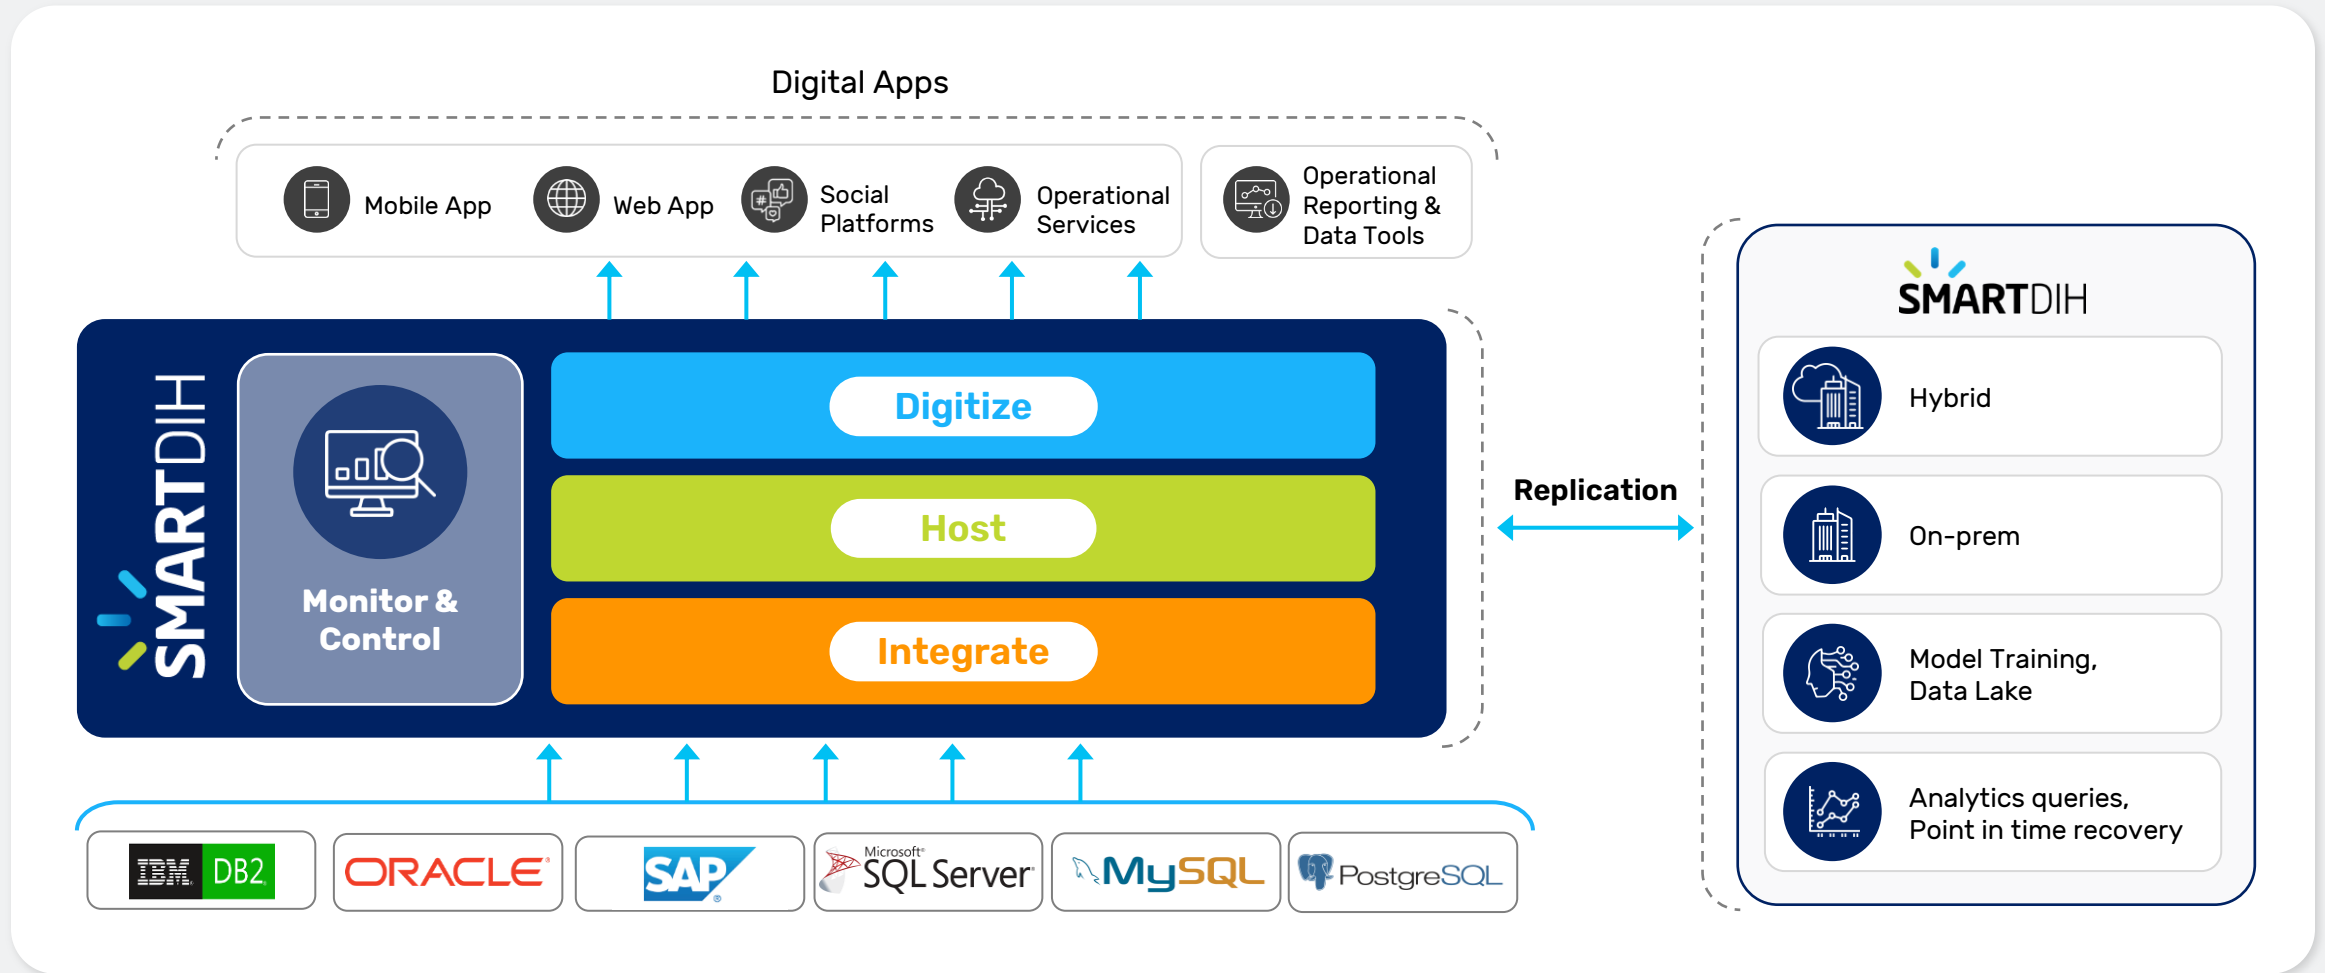 Digital Apps
Mobile App
Web App
Social
Platforms
Operational
Services
Operational
Reporting &
Data Tools
SMARTDIH
Monitor &
Control
Digitize
Host
Integrate
Replication
SMARTDIH
Hybrid
On-prem
Model Training,
Data Lake
Analytics queries,
Point in time recovery
IBM DB2
ORACLE
SAP
Microsoft
SQL Server
MySQL
PostgreSQL